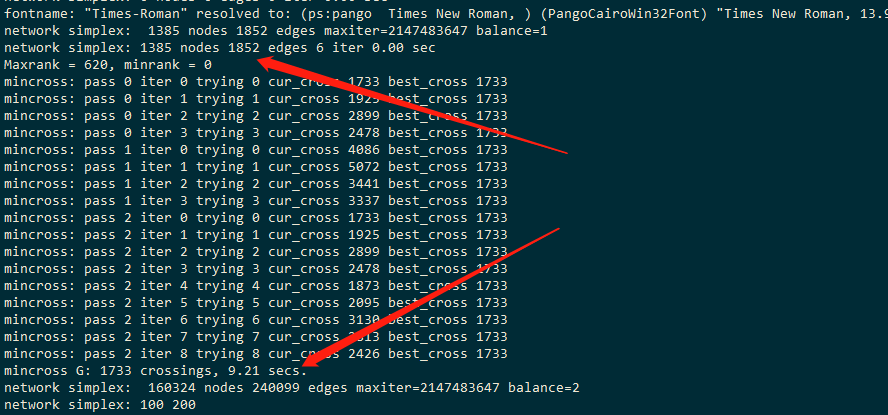 fontname: "Times-Roman" resolved to: (ps:pango  Times New Roman, ) (PangoCairoWin32Font) "Times New Roman, 13.9
network simplex:  1385 nodes 1852 edges maxiter=2147483647 balance=1
network simplex: 1385 nodes 1852 edges 6 iter 0.00 sec
Maxrank = 620, minrank = 0
mincross: pass 0 iter 0 trying 0 cur_cross 1733 best_cross 1733
mincross: pass 0 iter 1 trying 1 cur_cross 1925 best_cross 1733
mincross: pass 0 iter 2 trying 2 cur_cross 2899 best_cross 1733
mincross: pass 0 iter 3 trying 3 cur_cross 2478 best_cross 1733
mincross: pass 1 iter 0 trying 0 cur_cross 4086 best_cross 1733
mincross: pass 1 iter 1 trying 1 cur_cross 5072 best_cross 1733
mincross: pass 1 iter 2 trying 2 cur_cross 3441 best_cross 1733
mincross: pass 1 iter 3 trying 3 cur_cross 3337 best_cross 1733
mincross: pass 2 iter 0 trying 0 cur_cross 1733 best_cross 1733
mincross: pass 2 iter 1 trying 1 cur_cross 1925 best_cross 1733
mincross: pass 2 iter 2 trying 2 cur_cross 2899 best_cross 1733
mincross: pass 2 iter 3 trying 3 cur_cross 2478 best_cross 1733
mincross: pass 2 iter 4 trying 4 cur_cross 1873 best_cross 1733
mincross: pass 2 iter 5 trying 5 cur_cross 2095 best_cross 1733
mincross: pass 2 iter 6 trying 6 cur_cross 3130 best_cross 1733
mincross: pass 2 iter 7 trying 7 cur_cross best_cross 1733
mincross: pass 2 iter 8 trying 8 cur_cross 2426 best_cross 1733
mincross G: 1733 crossings, 9.21 secs.
network simplex:  160324 nodes 240099 edges maxiter=2147483647 balance=2
network simplex: 100 200